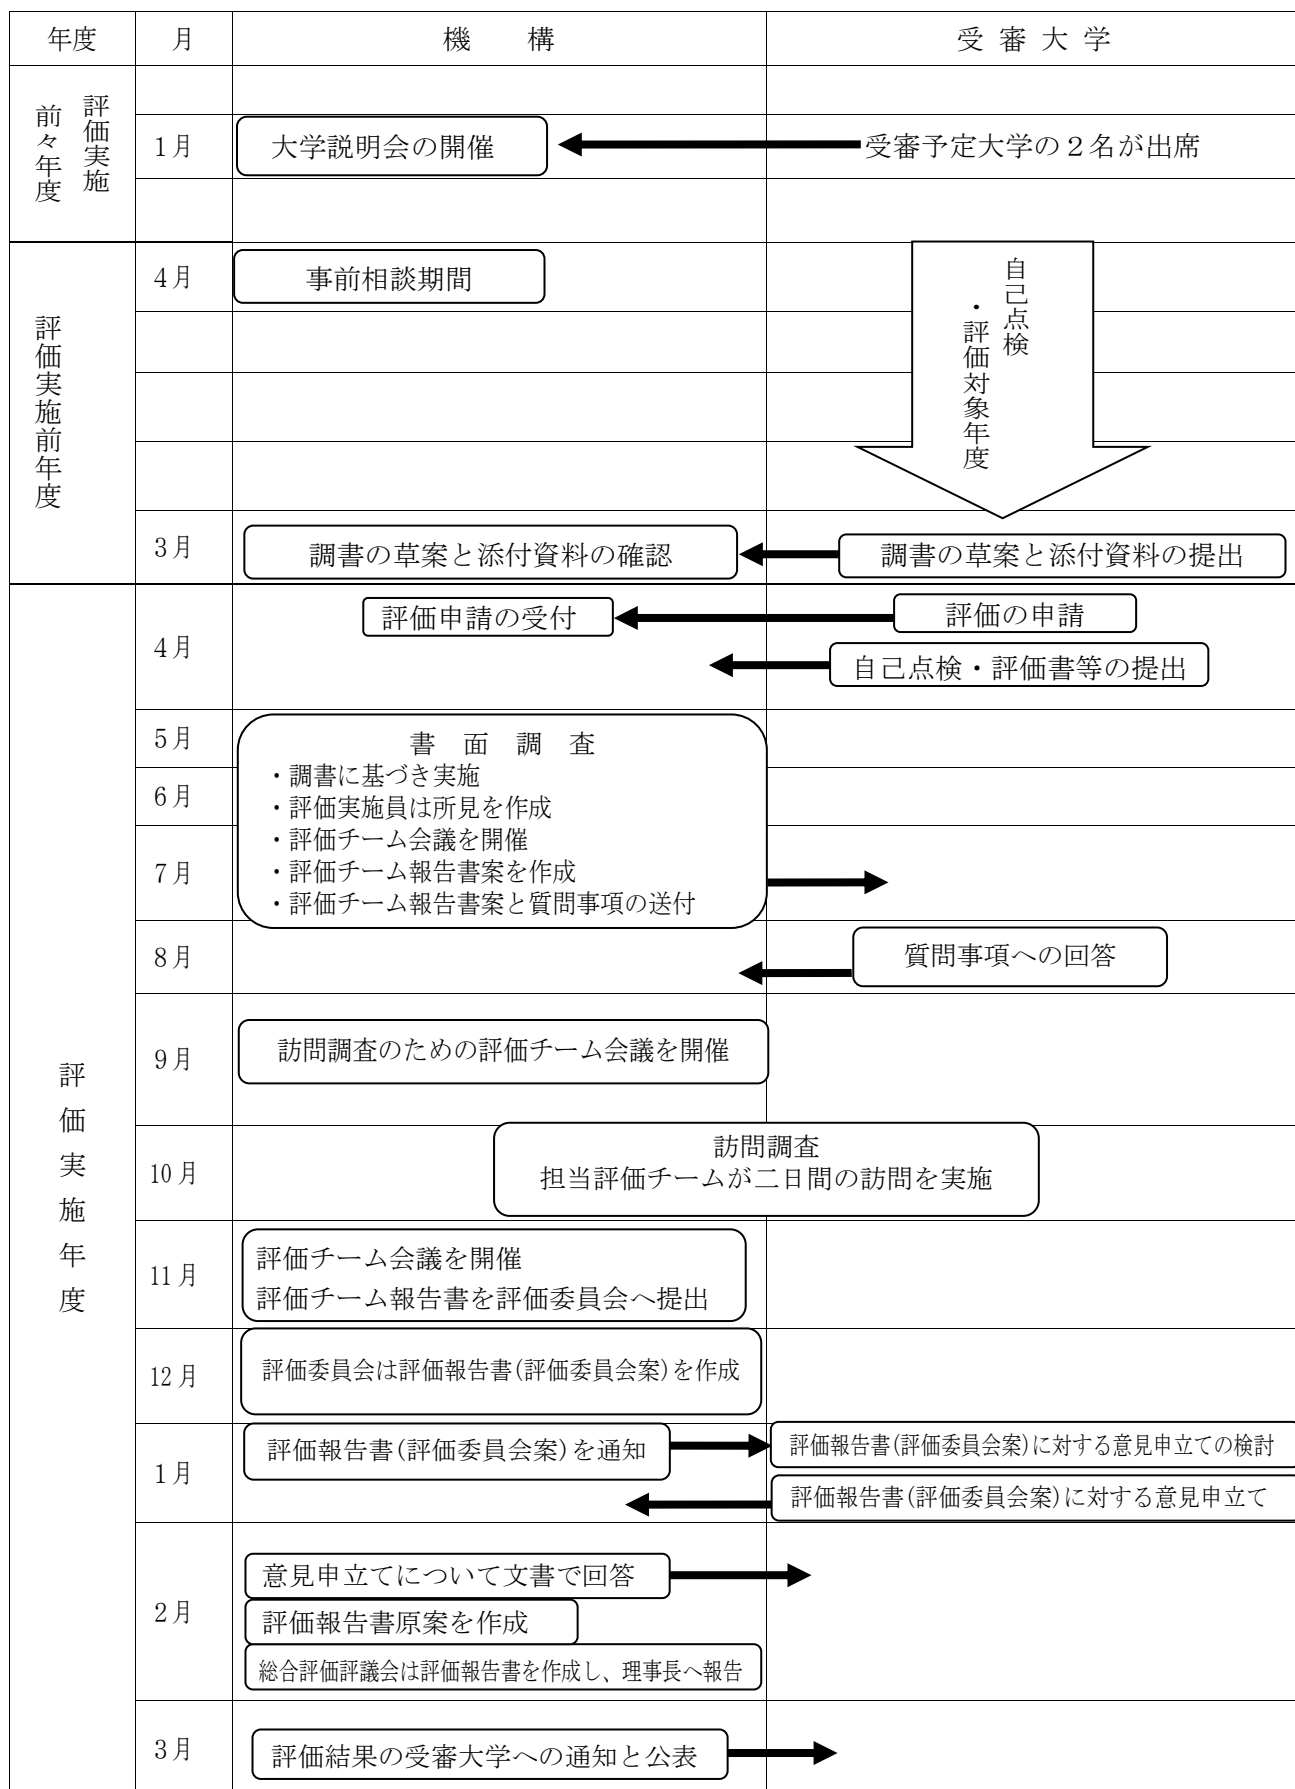 年度 月 機　構 受 審 大 学
評価実施
前々年度
1月 大学説明会の開催 受審予定大学の２名が出席
評価実施前年度
4月 事前相談期間
自己点検
・評価対象年度
3月 調書の草案と添付資料の確認 調書の草案と添付資料の提出
評価実施年度
4月 評価申請の受付 評価の申請
自己点検・評価書等の提出
5月 書　面　調　査
・調書に基づき実施
6月 ・評価実施員は所見を作成
・評価チーム会議を開催
7月 ・評価チーム報告書案を作成
・評価チーム報告書案と質問事項の送付
8月 質問事項への回答
9月 訪問調査のための評価チーム会議を開催
10月 訪問調査
担当評価チームが二日間の訪問を実施
11月 評価チーム会議を開催
評価チーム報告書を評価委員会へ提出
12月 評価委員会は評価報告書(評価委員会案)を作成
1月 評価報告書(評価委員会案)を通知 評価報告書(評価委員会案)に対する意見申立ての検討
評価報告書(評価委員会案)に対する意見申立て
2月 意見申立てについて文書で回答
評価報告書原案を作成
総合評価評議会は評価報告書を作成し、理事長へ報告
3月 評価結果の受審大学への通知と公表